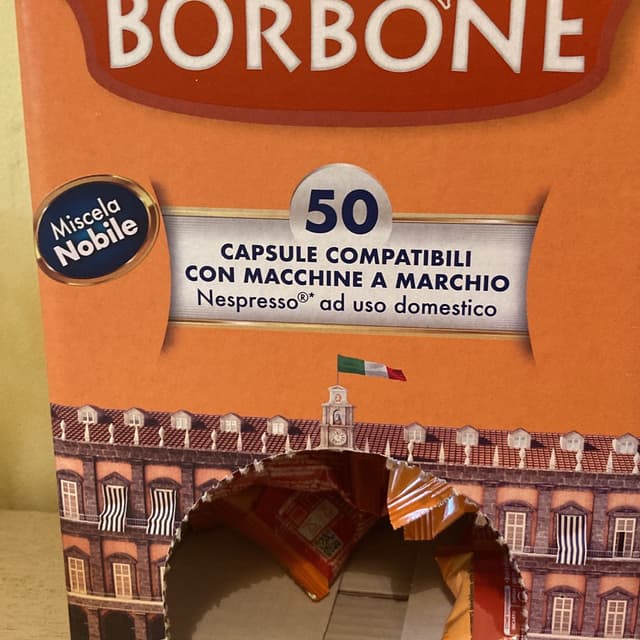 BORBONE
Miscela
Nobile
50
CAPSULE COMPATIBILI
CON MACCHINE A MARCHIO
Nespresso®* ad uso domestico